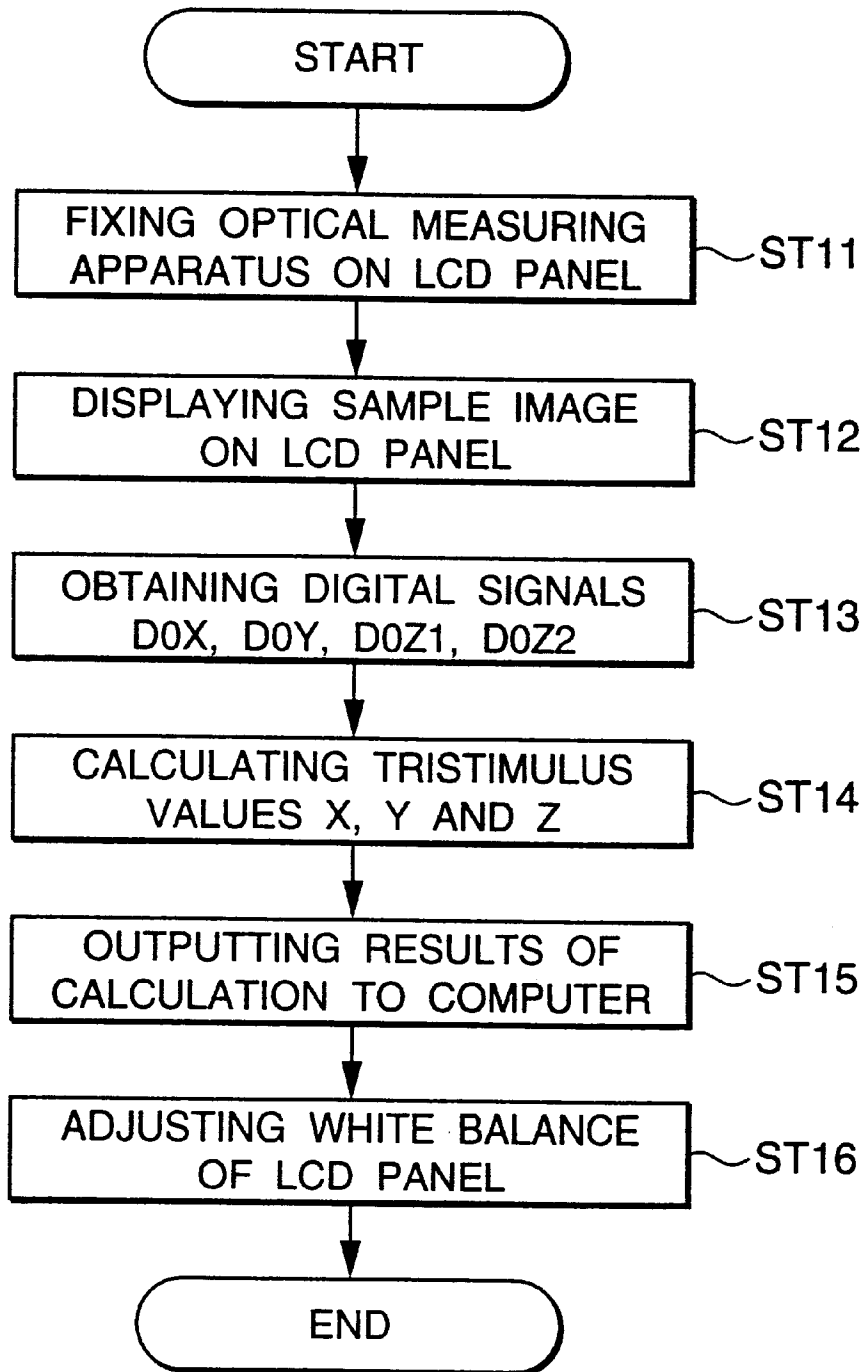 START
FIXING OPTICAL MEASURING
APPARATUS ON LCD PANEL
ST11
DISPLAYING SAMPLE IMAGE
ON LCD PANEL
ST12
OBTAINING DIGITAL SIGNALS
D0X, D0Y, D0Z1, D0Z2
ST13
CALCULATING TRISTIMULUS
VALUES X, Y AND Z
ST14
OUTPUTTING RESULTS OF
CALCULATION TO COMPUTER
ST15
ADJUSTING WHITE BALANCE
OF LCD PANEL
ST16
END